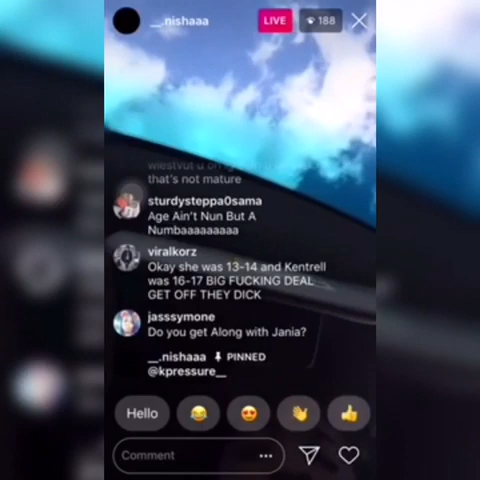 __.nishaaa
LIVE
188
that's not mature
sturdysteppa0sama
Age Ain't Nun But A
Numbaaaaaaaaa
viralkorz
Okay she was 13-14 and Kentrell
was 16-17 BIG FUCKING DEAL
GET OFF THEY DICK
jasssymone
Do you get Along with Jania?
__.nishaaa PINNED
@kpressure__
Hello
Comment